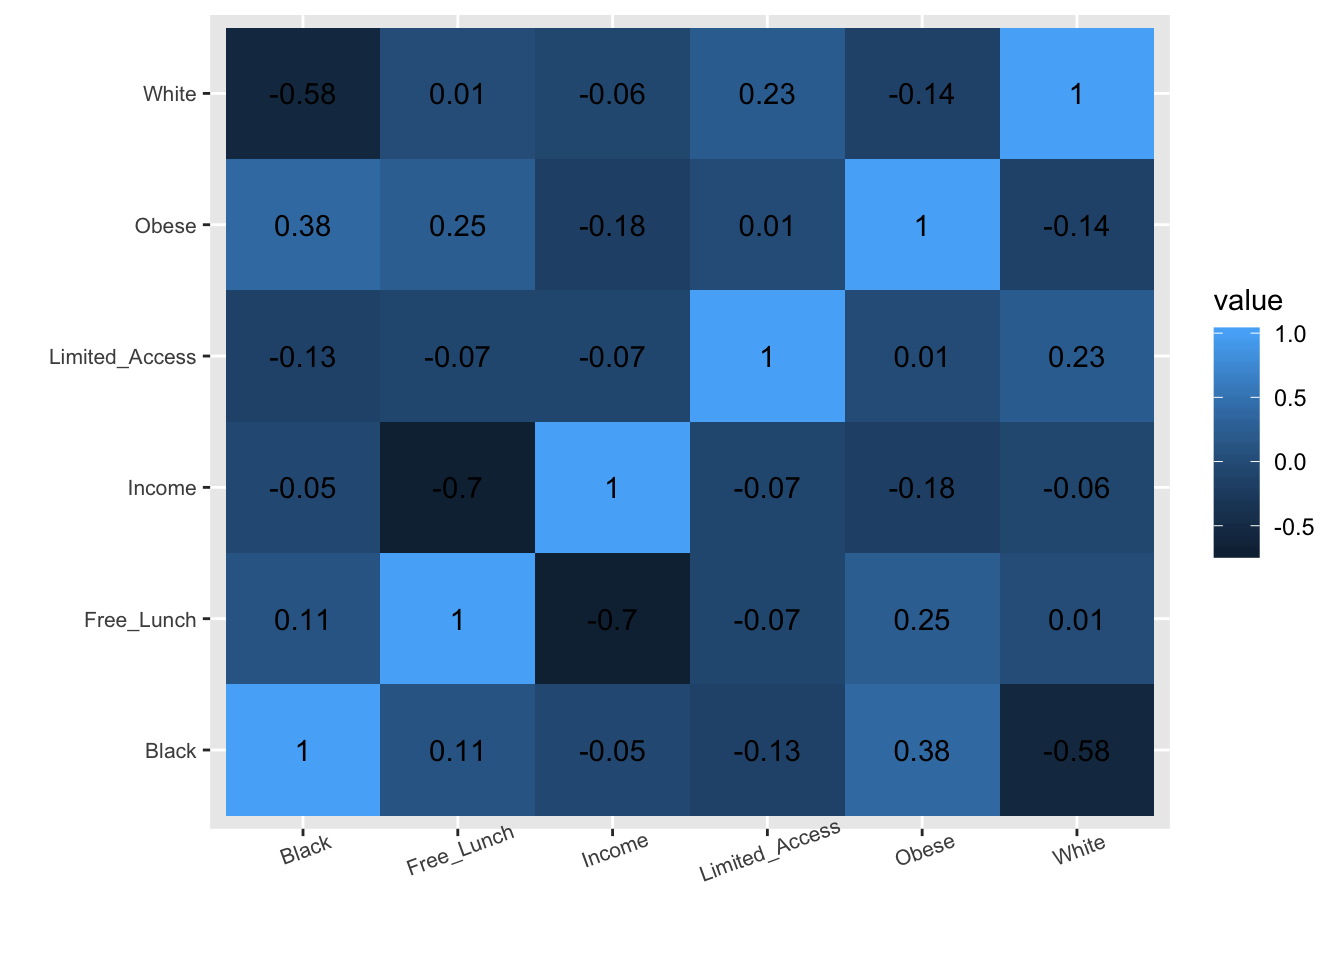 White -0.58 0.01 -0.06 0.23 -0.14 1
Obese 0.38 0.25 -0.18 0.01 1 -0.14
Limited_Access -0.13 -0.07 -0.07 1 0.01 0.23
Income -0.05 -0.7 1 -0.07 -0.18 -0.06
Free_Lunch 0.11 1 -0.7 -0.07 0.25 0.01
Black 1 0.11 -0.05 -0.13 0.38 -0.58
Black Free_Lunch Income Limited_Access Obese White
value
1.0
0.5
0.0
-0.5